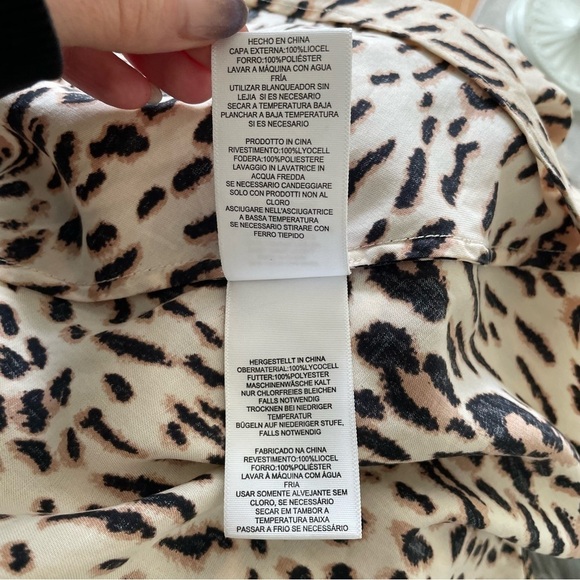 HECHO EN CHINA
CAPA EXTERNA:100%LIOCEL
FORRO:100%POLIÉSTER
LAVAR A MÁQUINA CON AGUA
FRÍA
UTILIZAR BLANQUEADOR SIN
LEJIA SI ES NECESARIO
SECAR A TEMPERATURA BAJA
PLANCHAR A BAJA TEMPERATURA
SI ES NECESARIO
PRODOTTO IN CINA
RIVESTIMENTO:100%LYOCELL
FODERA:100%POLIESTERE
LAVAGGIO IN LAVATRICE IN
ACQUA FREDDA
SE NECESSARIO CANDEGGIARE
SOLO CON PRODOTTI NON AL
CLORO
ASCIUGARE NELL'ASCIUGATRICE
A BASSA TEMPERATURA
SE NECESSARIO STIRARE CON
FERRO TIEPIDO
HERGESTELLT IN CHINA
OBERMATERIAL:100%LYCOCELL
FUTTER:100%POLYESTER
MASCHINENWÄSCHE KALT
NUR CHLORFREIES BLEICHEN
FALLS NOTWENDIG
TROCKNEN BEI NIEDRIGER
TEMPERATUR
BÜGELN AUF NIEDRIGER STUFE,
FALLS NOTWENDIG
FABRICADO NA CHINA
REVESTIMENTO:100%LIOCEL
FORRO:100%POLIÉSTER
LAVAR À MÁQUINA COM ÁGUA
FRIA
USAR SOMENTE ALVEJANTE SEM
CLORO, SE NECESSÁRIO
SECAR EM TAMBOR A
TEMPERATURA BAIXA
PASSAR A FRIO SE NECESSÁRIO